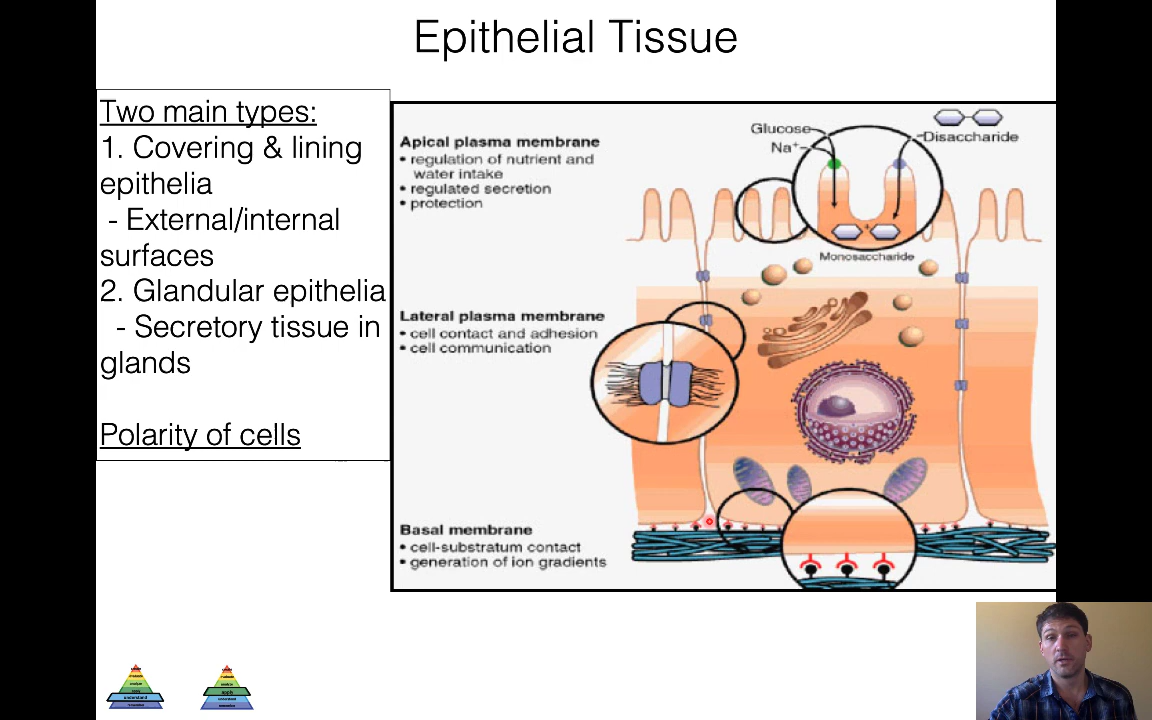 Epithelial Tissue
Two main types:
1. Covering & lining
epithelia
- External/internal
surfaces
2. Glandular epithelia
- Secretory tissue in
glands
Polarity of cells
Apical plasma membrane
• regulation of nutrient and
water intake
• regulated secretion
• protection
Glucose
Na+
Disaccharide
+
Monosaccharide
Lateral plasma membrane
• cell contact and adhesion
• cell communication
Basal membrane
• cell-substratum contact
• generation of ion gradients
understand
apply